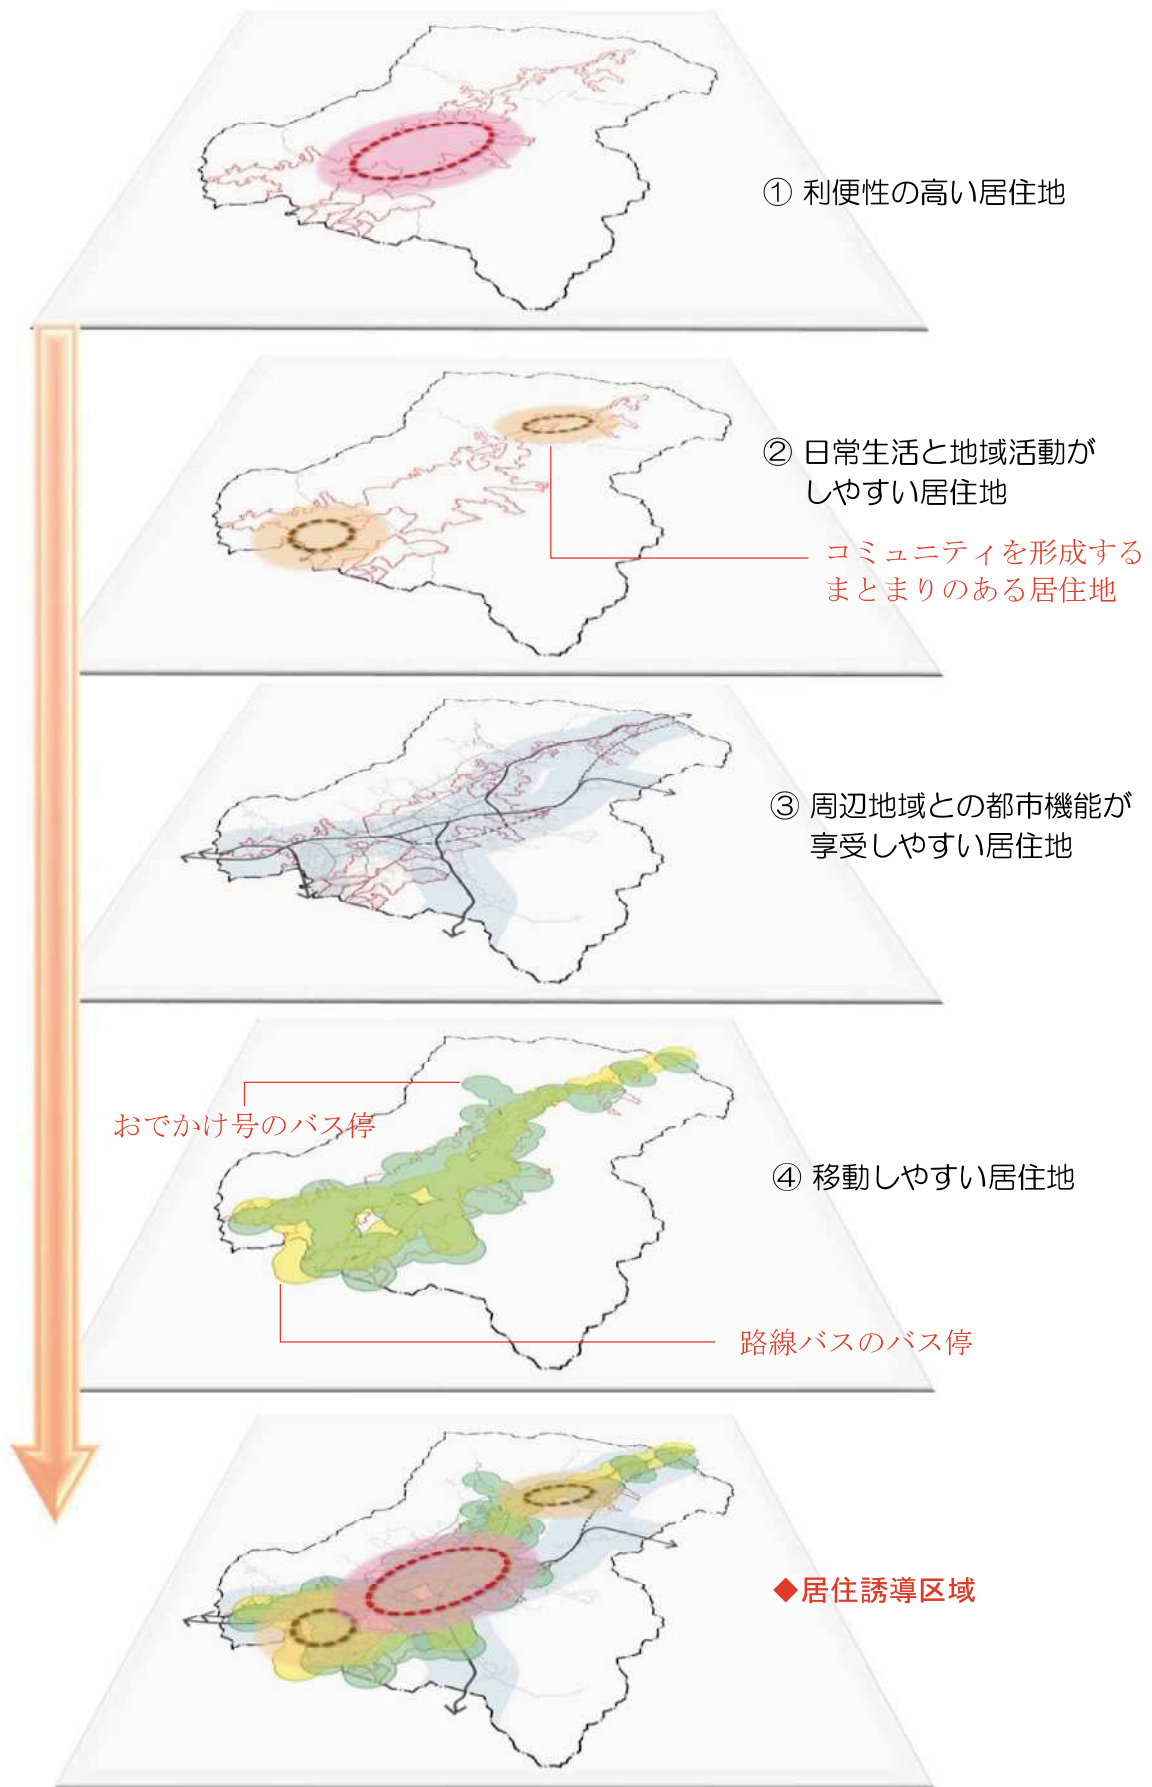 ① 利便性の高い居住地
② 日常生活と地域活動が
しやすい居住地
コミュニティを形成する
まとまりのある居住地
③ 周辺地域との都市機能が
享受しやすい居住地
おでかけ号のバス停
④ 移動しやすい居住地
路線バスのバス停
◆居住誘導区域